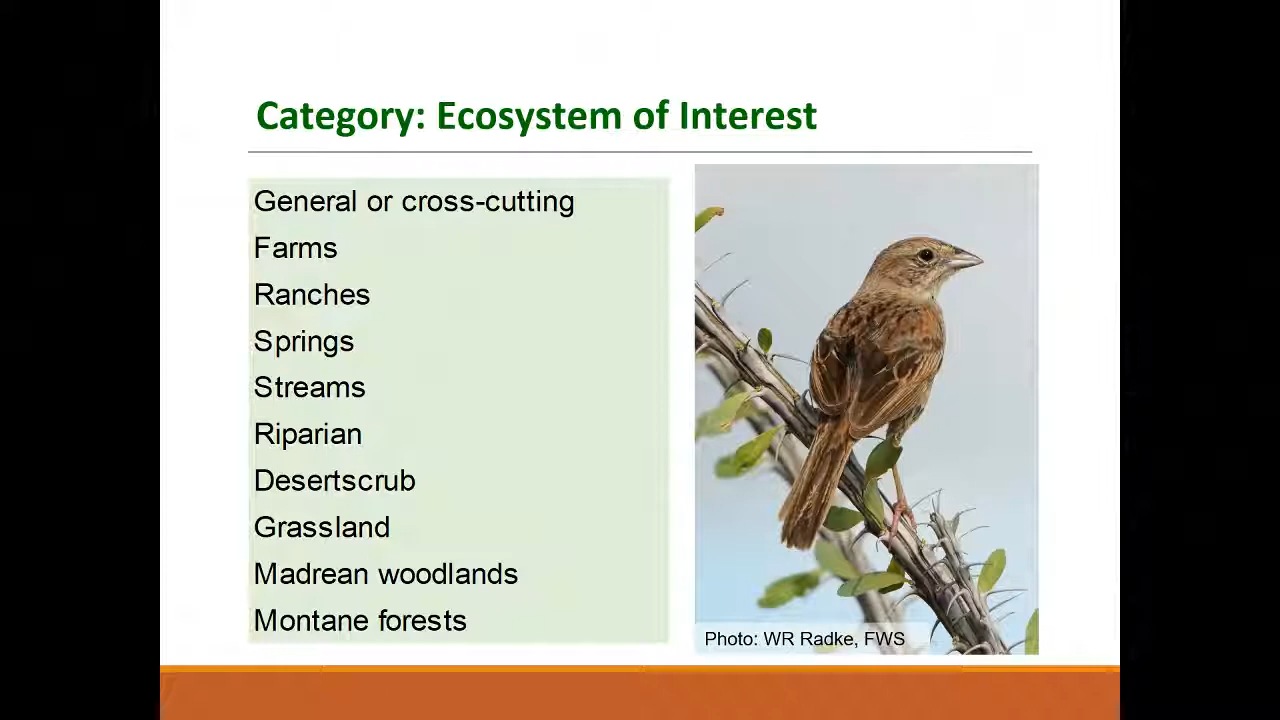 Category: Ecosystem of Interest
General or cross-cutting
Farms
Ranches
Springs
Streams
Riparian
Desertscrub
Grassland
Madrean woodlands
Montane forests
Photo: WR Radke, FWS